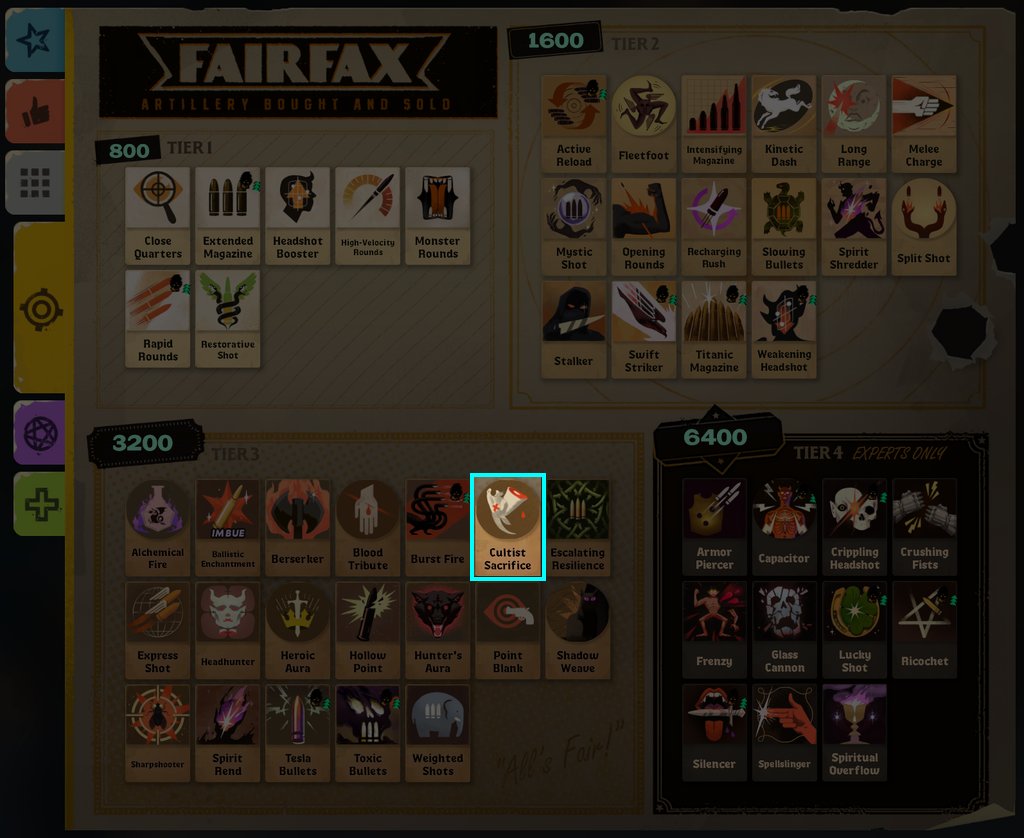 FAIRFAX
ARTILLERY BOUGHT AND SOLD
800 TIER 1
Close Quarters
Extended Magazine
Headshot Booster
High-Velocity Rounds
Monster Rounds
Rapid Rounds
Restorative Shot
1600 TIER 2
Active Reload
Fleetfoot
Intensifying Magazine
Kinetic Dash
Long Range
Melee Charge
Mystic Shot
Opening Rounds
Recharging Rush
Slowing Bullets
Spirit Shredder
Split Shot
Stalker
Swift Striker
Titanic Magazine
Weakening Headshot
3200 TIER 3
Alchemical Fire
IMBUE
Ballistic Enchantment
Berserker
Blood Tribute
Burst Fire
Cultist Sacrifice
Escalating Resilience
Express Shot
Headhunter
Heroic Aura
Hollow Point
Hunter's Aura
Point Blank
Shadow Weave
Sharpshooter
Spirit Rend
Tesla Bullets
Toxic Bullets
Weighted Shots
"All's Fair!"
6400 TIER 4 EXPERTS ONLY
Armor Piercer
Capacitor
Crippling Headshot
Crushing Fists
Frenzy
Glass Cannon
Lucky Shot
Ricochet
Silencer
Spellslinger
Spiritual Overflow